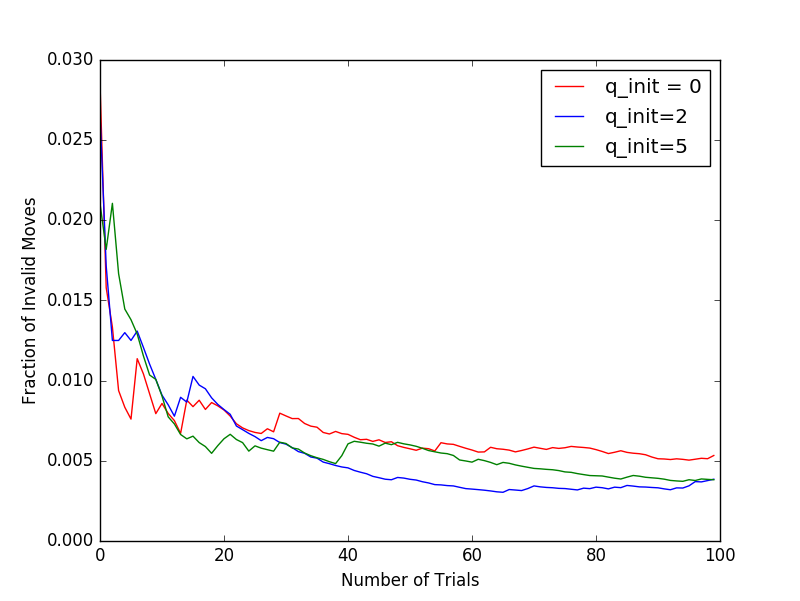 0.030
0.025
0.020
0.015
0.010
0.005
0.000
Fraction of Invalid Moves
q_init = 0
q_init=2
q_init=5
0 20 40 60 80 100
Number of Trials